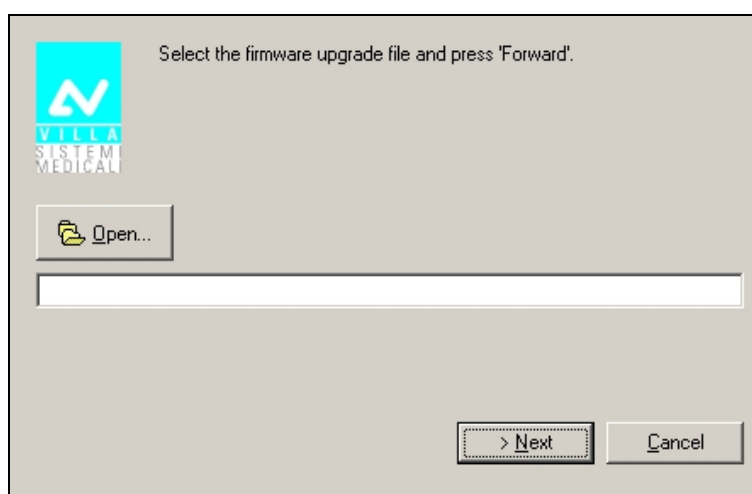 Select the firmware upgrade file and press 'Forward'.
VILLA
SISTEMI
MEDICALI
Open...
> Next
Cancel